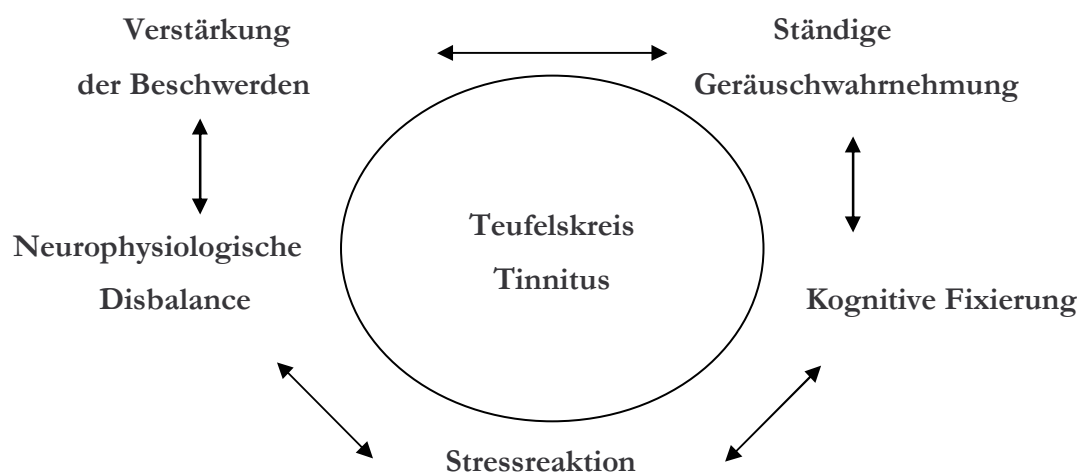 Verstärkung
der Beschwerden
Ständige
Geräuschwahrnehmung
Teufelskreis
Tinnitus
Neurophysiologische
Disbalance
Kognitive Fixierung
Stressreaktion